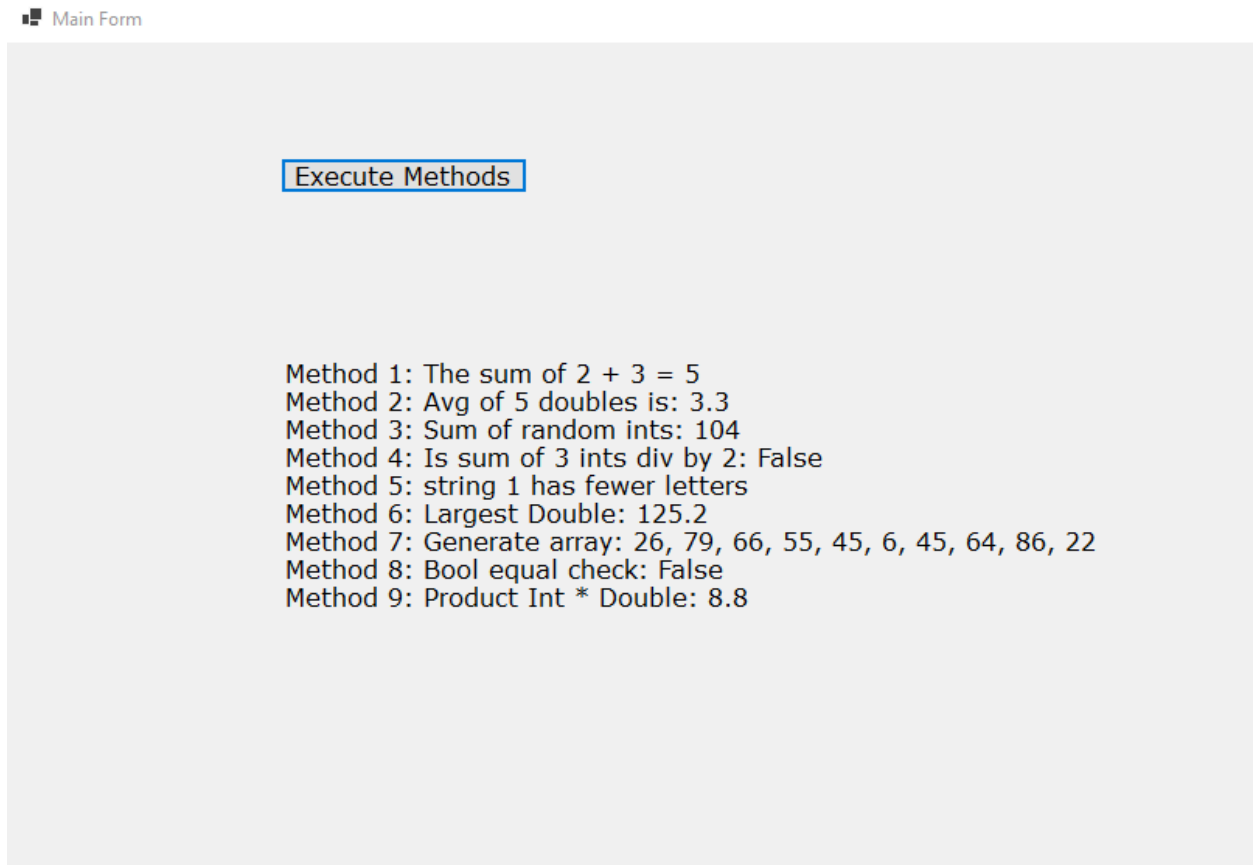 Main Form
Execute Methods
Method 1: The sum of 2 + 3 = 5
Method 2: Avg of 5 doubles is: 3.3
Method 3: Sum of random ints: 104
Method 4: Is sum of 3 ints div by 2: False
Method 5: string 1 has fewer letters
Method 6: Largest Double: 125.2
Method 7: Generate array: 26, 79, 66, 55, 45, 6, 45, 64, 86, 22
Method 8: Bool equal check: False
Method 9: Product Int * Double: 8.8